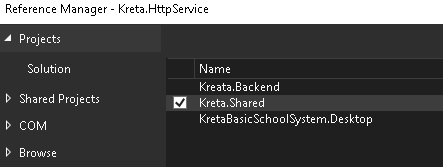 Reference Manager - Kreta.HttpService
Projects
Solution
Shared Projects
COM
Browse
Name
Kreata.Backend
Kreta.Shared
KretaBasicSchoolSystem.Desktop